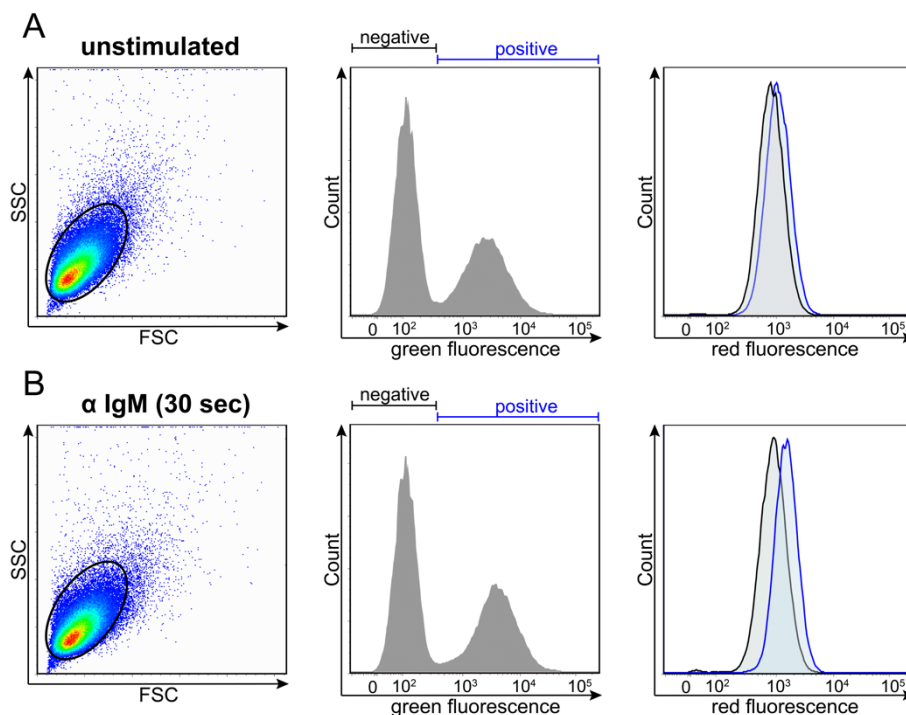 A
unstimulated
SSC
FSC
negative
positive
Count
0 10² 10³ 10⁴ 10⁵
green fluorescence
Count
0 10² 10³ 10⁴ 10⁵
red fluorescence
B
α IgM (30 sec)
SSC
FSC
negative
positive
Count
0 10² 10³ 10⁴ 10⁵
green fluorescence
Count
0 10² 10³ 10⁴ 10⁵
red fluorescence